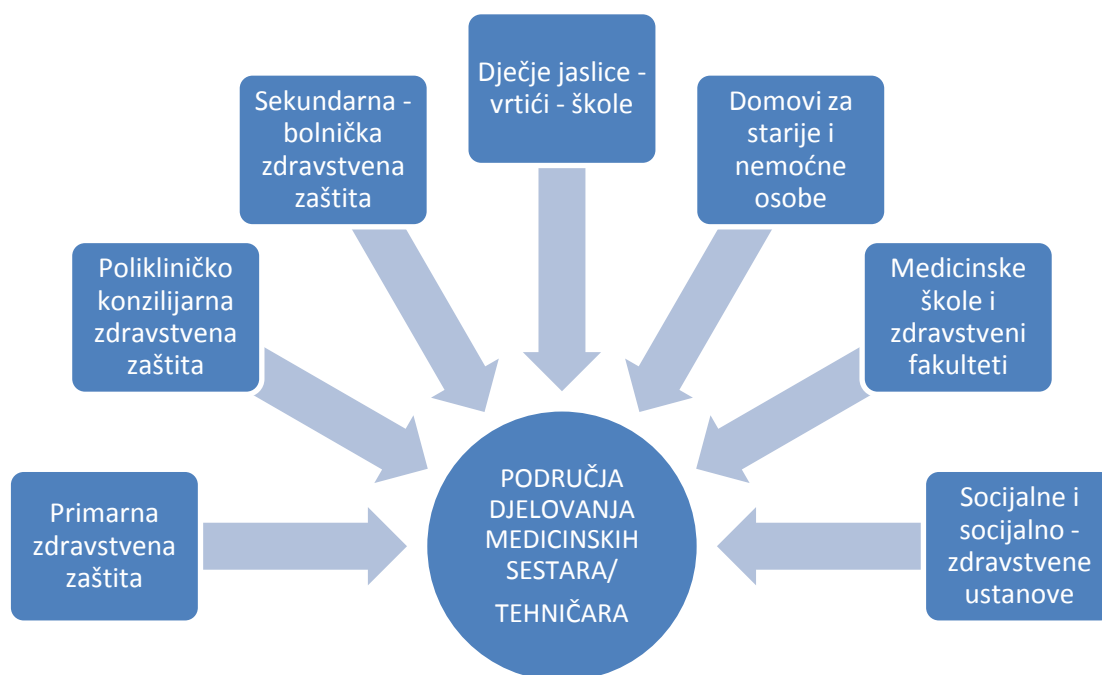 Primarna
zdravstvena
zaštita
Polikliničko
konzilijarna
zdravstvena
zaštita
Sekundarna -
bolnička
zdravstvena
zaštita
Dječje jaslice -
vrtići - škole
Domovi za
starije i
nemoćne
osobe
Medicinske
škole i
zdravstveni
fakulteti
Socijalne i
socijalno -
zdravstvene
ustanove
PODRUČJA
DJELOVANJA
MEDICINSKIH
SESTARA/
TEHNIČARA